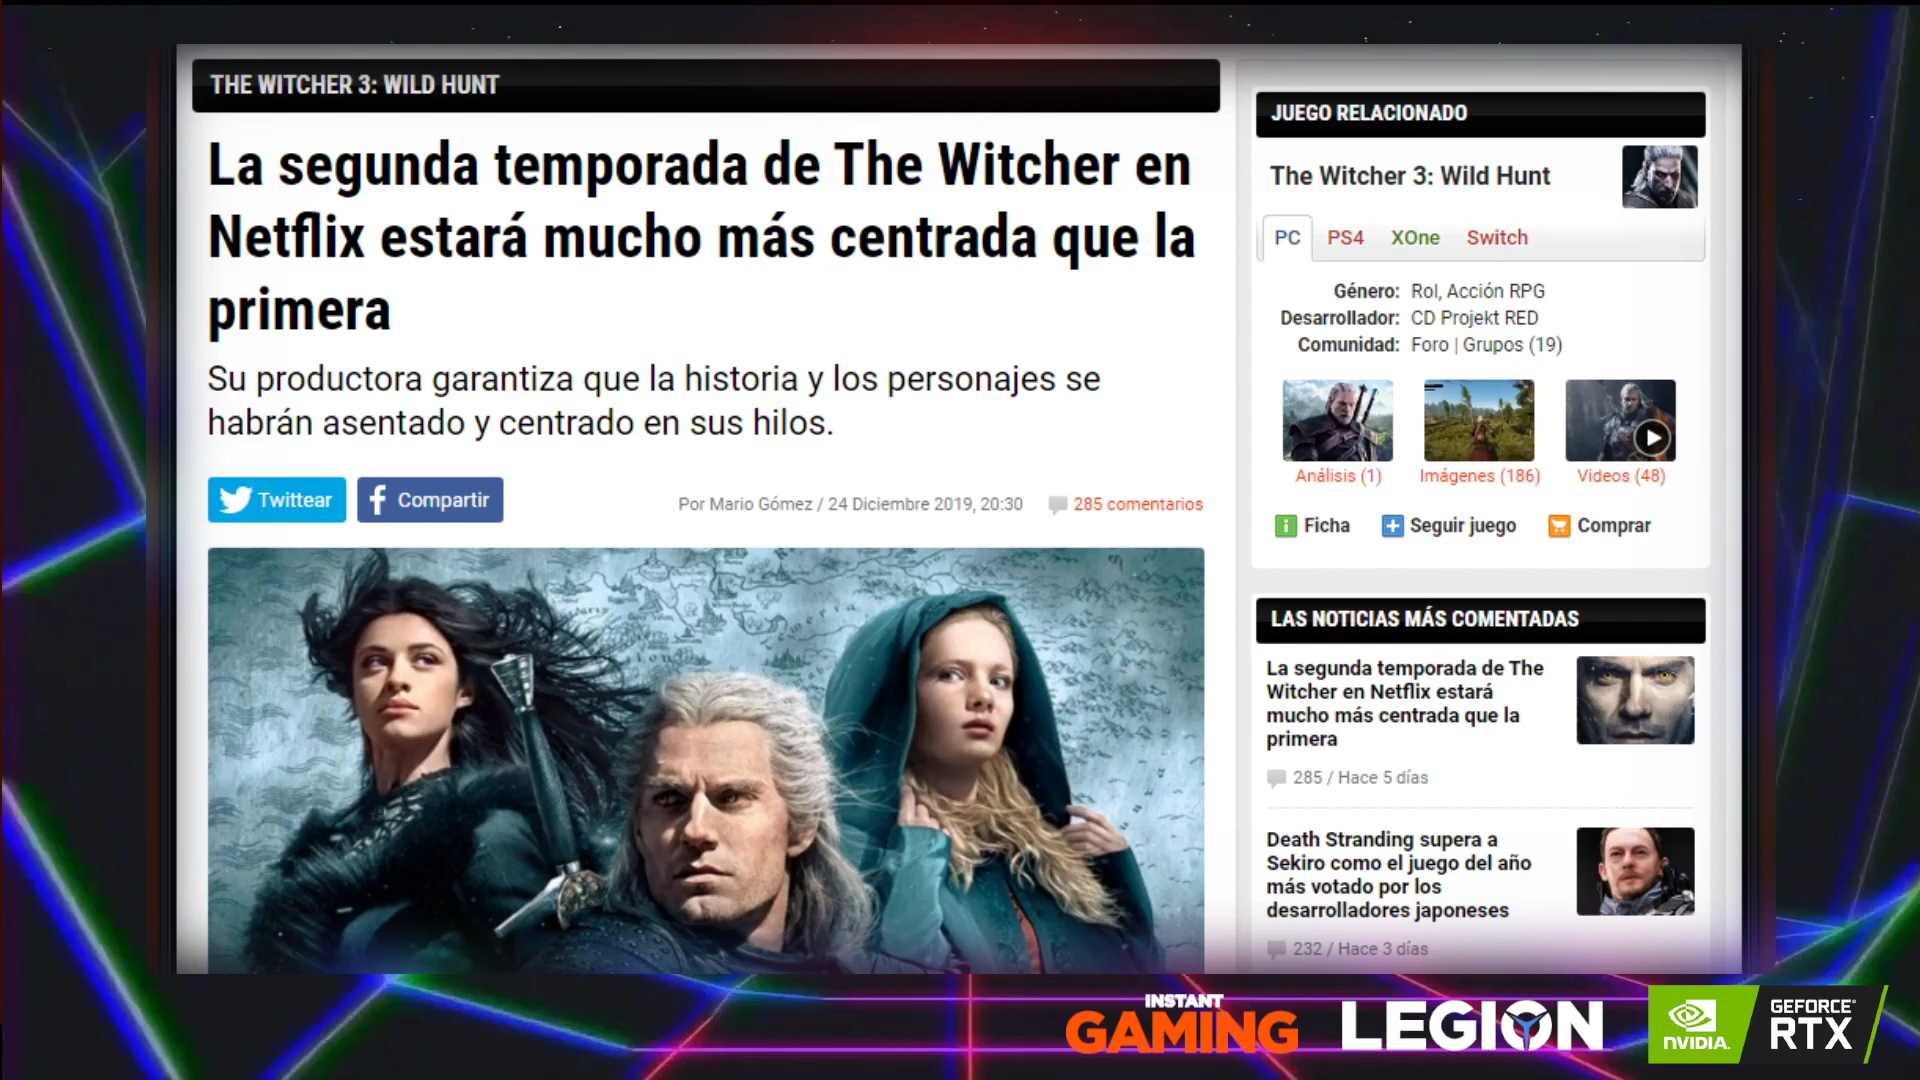 THE WITCHER 3: WILD HUNT
La segunda temporada de The Witcher en
Netflix estará mucho más centrada que la
primera
Su productora garantiza que la historia y los personajes se
habrán asentado y centrado en sus hilos.
Twittear
Compartir
Por Mario Gómez / 24 Diciembre 2019, 20:30
285 comentarios
JUEGO RELACIONADO
The Witcher 3: Wild Hunt
PC PS4 XOne Switch
Género: Rol, Acción RPG
Desarrollador: CD Projekt RED
Comunidad: Foro | Grupos (19)
Análisis (1) Imágenes (186) Videos (48)
Ficha Seguir juego Comprar
LAS NOTICIAS MÁS COMENTADAS
La segunda temporada de The
Witcher en Netflix estará
mucho más centrada que la
primera
285 / Hace 5 días
Death Stranding supera a
Sekiro como el juego del año
más votado por los
desarrolladores japoneses
232 / Hace 3 días
INSTANT
GAMING
LEGION
NVIDIA.
GEFORCE
RTX